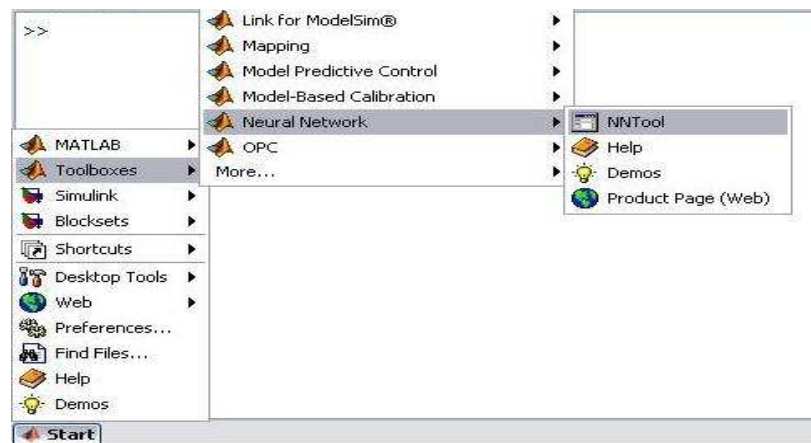 >>
Link for ModelSim®
Mapping
Model Predictive Control
Model-Based Calibration
Neural Network
OPC
More...
NNTool
Help
Demos
Product Page (Web)
MATLAB
Toolboxes
Simulink
Blocksets
Shortcuts
Desktop Tools
Web
Preferences...
Find Files...
Help
Demos
Start